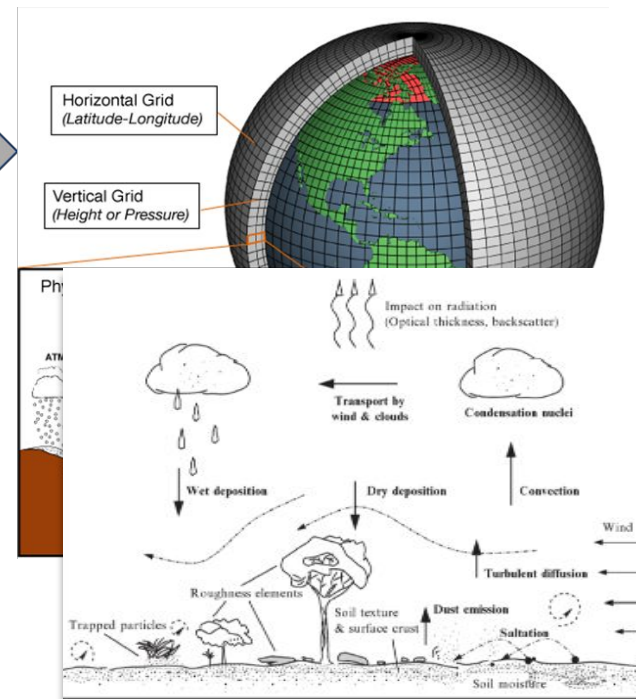 Horizontal Grid
(Latitude-Longitude)
Vertical Grid
(Height or Pressure)
Phy
ATM
Impact on radiation
(Optical thickness, backscatter)
Transport by
wind & clouds
Condensation nuclei
Wet deposition
Dry deposition
Convection
Wind
Turbulent diffusion
Roughness elements
Soil texture
& surface crust
Dust emission
Trapped particles
Saltation
Soil moisture